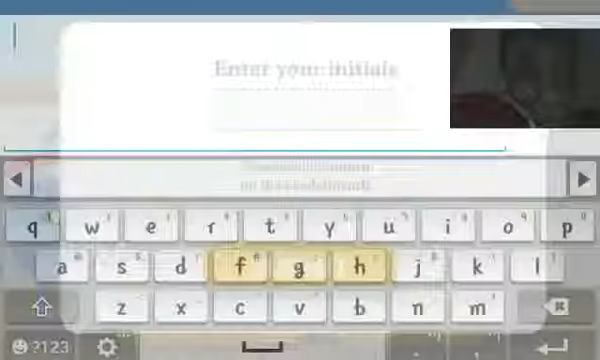 Enter your initials
q w e r t y u i o p
a s d f g h j k l
z x c v b n m
?123 . ,